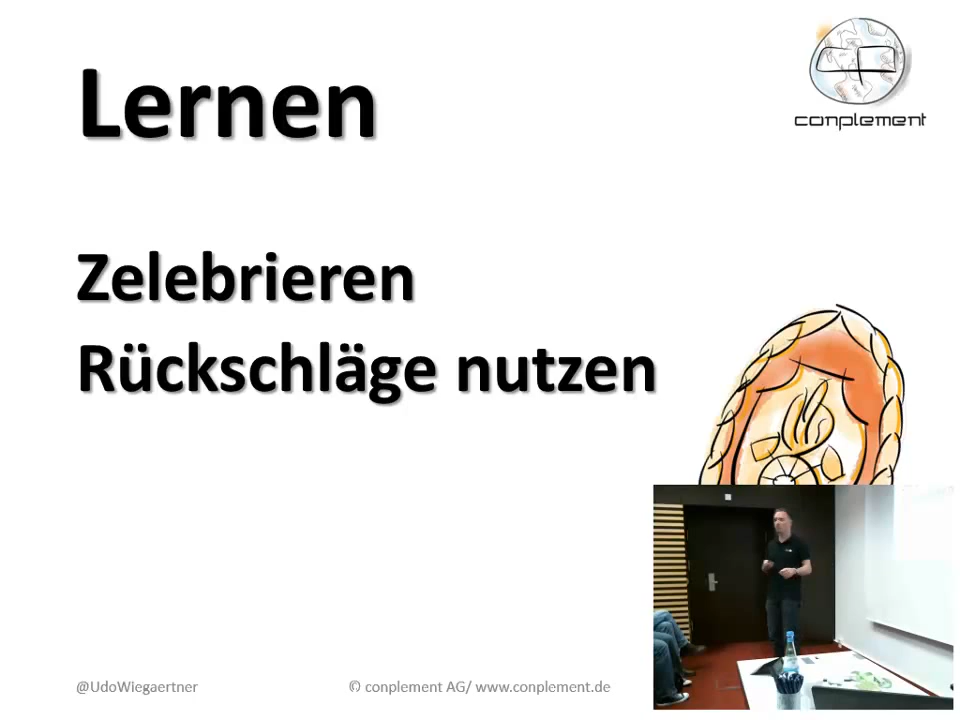 Lernen
conplement
Zelebrieren
Rückschläge nutzen
@UdoWiegaertner
© conplement AG/ www.conplement.de